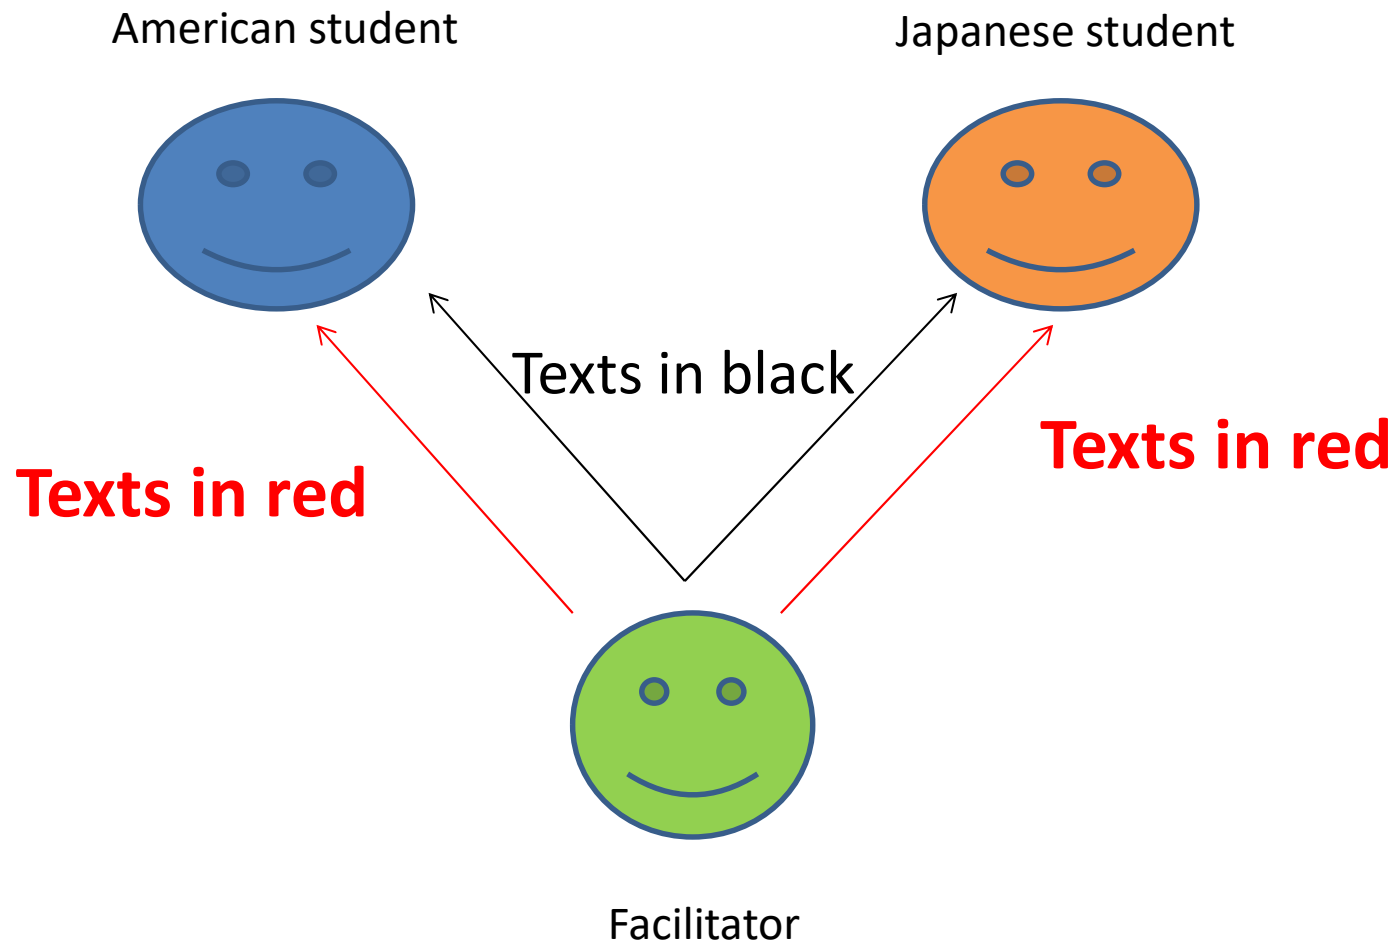 American student
Japanese student
Texts in black
Texts in red
Texts in red
Facilitator